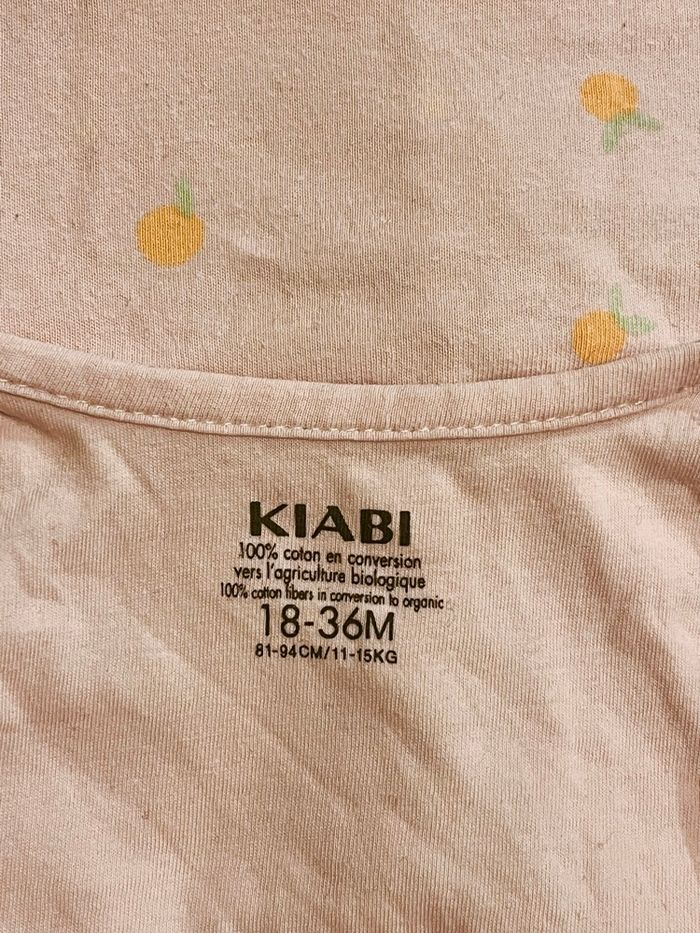 KIABI
100% coton en conversion
vers l'agriculture biologique
100% cotton fibers in conversion to organic
18-36M
81-94CM/11-15KG